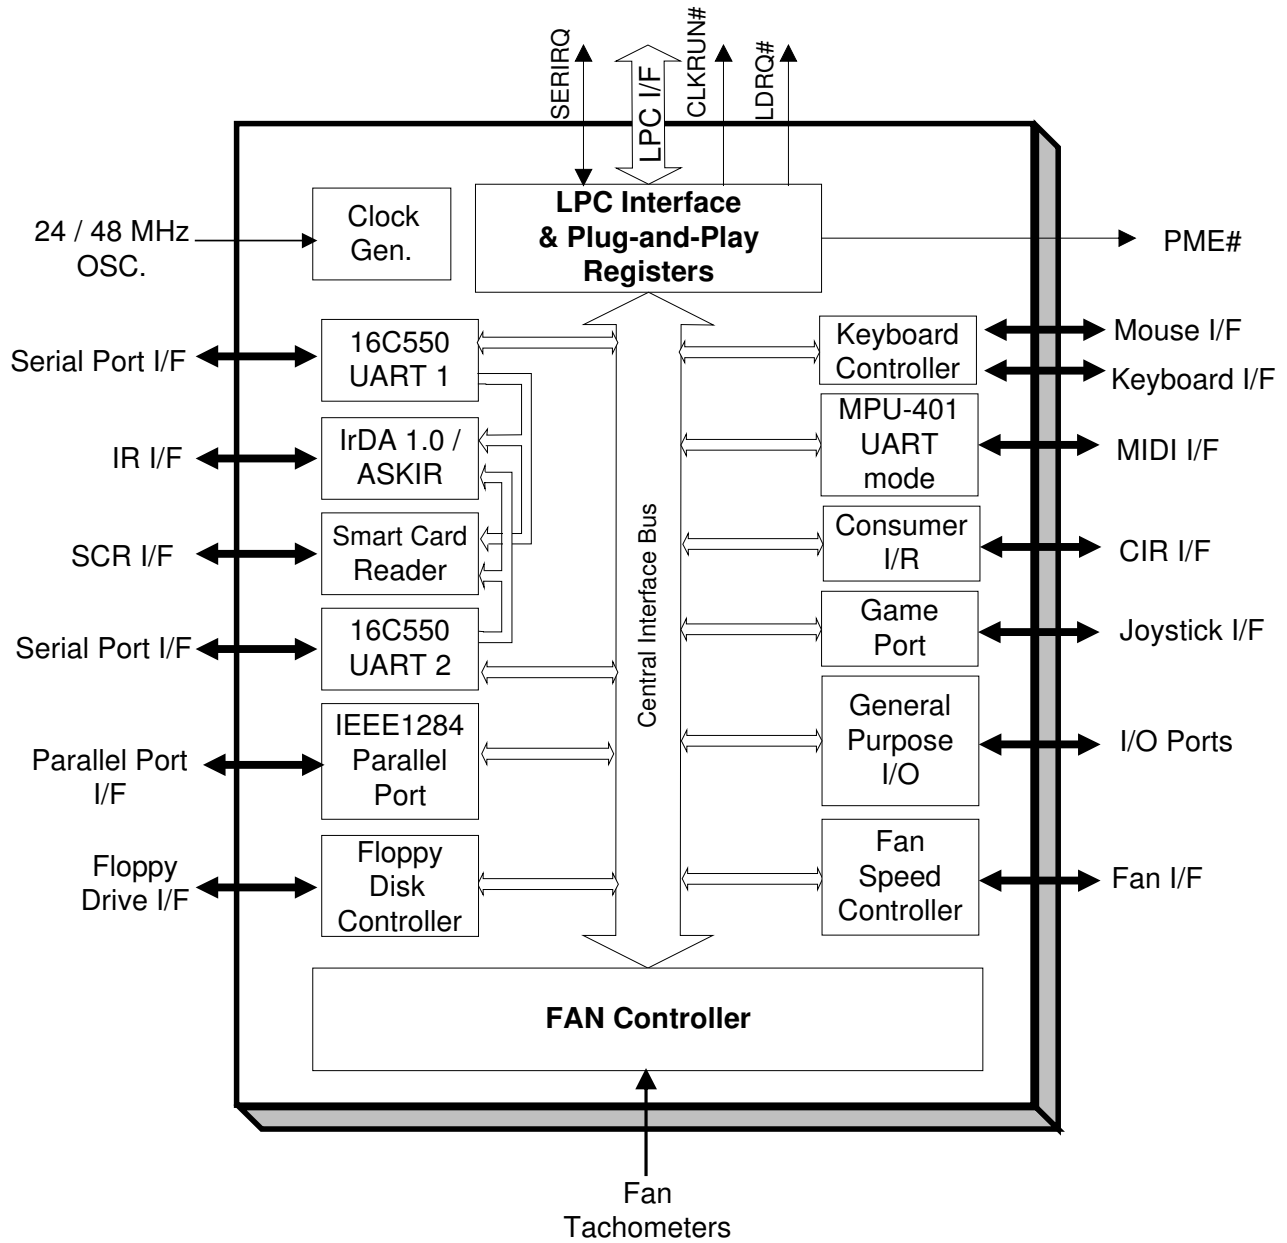 SERIRQ
LPC I/F
CLKRUN#
LDRQ#
LPC Interface
& Plug-and-Play
Registers
Clock
Gen.
24 / 48 MHz
OSC.
PME#
Serial Port I/F
16C550
UART 1
Keyboard
Controller
Mouse I/F
Keyboard I/F
IR I/F
IrDA 1.0 /
ASKIR
MPU-401
UART
mode
MIDI I/F
SCR I/F
Smart Card
Reader
Central Interface Bus
Consumer
I/R
CIR I/F
Serial Port I/F
16C550
UART 2
Game
Port
Joystick I/F
Parallel Port
I/F
IEEE1284
Parallel
Port
General
Purpose
I/O
I/O Ports
Floppy
Drive I/F
Floppy
Disk
Controller
Fan
Speed
Controller
Fan I/F
FAN Controller
Fan
Tachometers